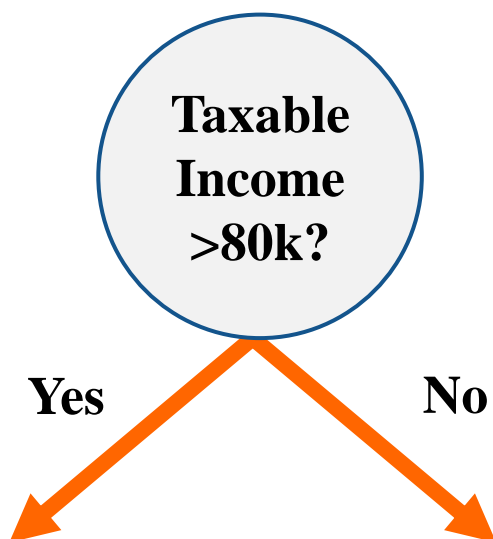 Taxable
Income
>80k?
Yes
No